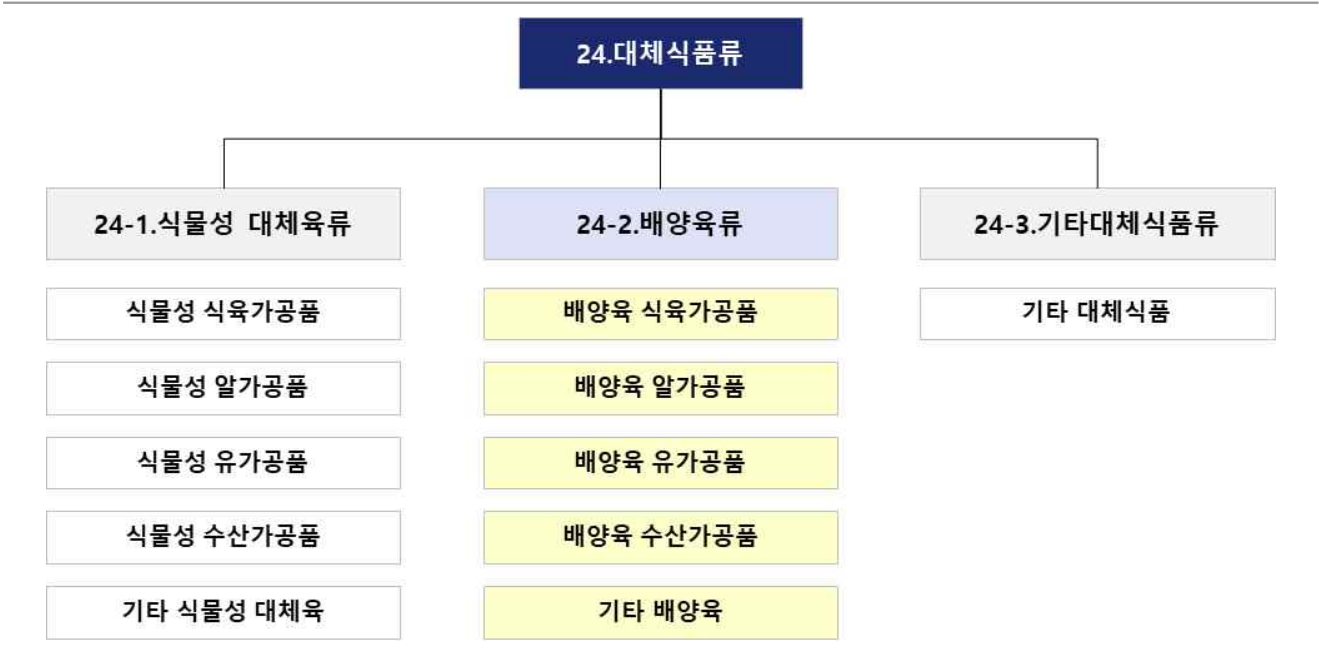 24.대체식품류
24-1.식물성 대체육류
식물성 식육가공품
식물성 알가공품
식물성 유가공품
식물성 수산가공품
기타 식물성 대체육
24-2.배양육류
배양육 식육가공품
배양육 알가공품
배양육 유가공품
배양육 수산가공품
기타 배양육
24-3.기타대체식품류
기타 대체식품